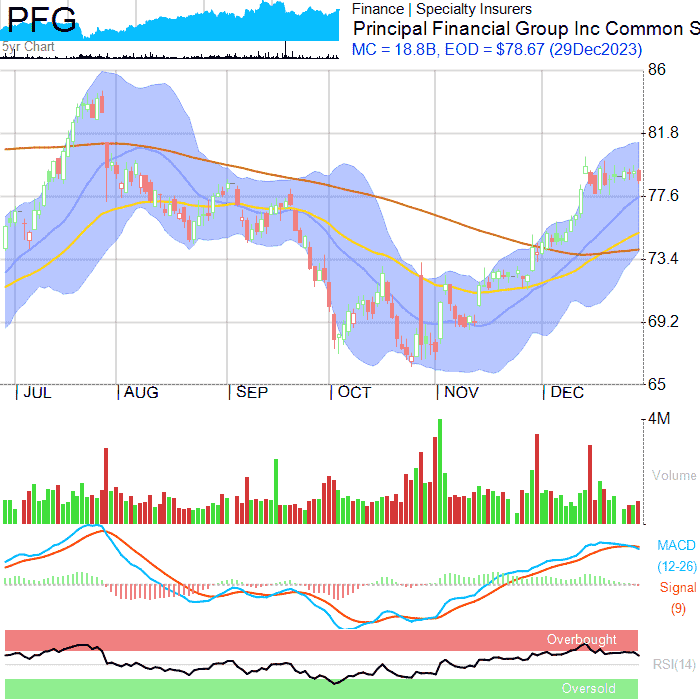 PFG
5yr Chart
Finance | Specialty Insurers
Principal Financial Group Inc Common S
MC = 18.8B, EOD = $78.67 (29Dec2023)
86
81.8
77.6
73.4
69.2
65
JUL AUG SEP OCT NOV DEC
4M
Volume
MACD
(12-26)
Signal
(9)
Overbought
RSI(14)
Oversold